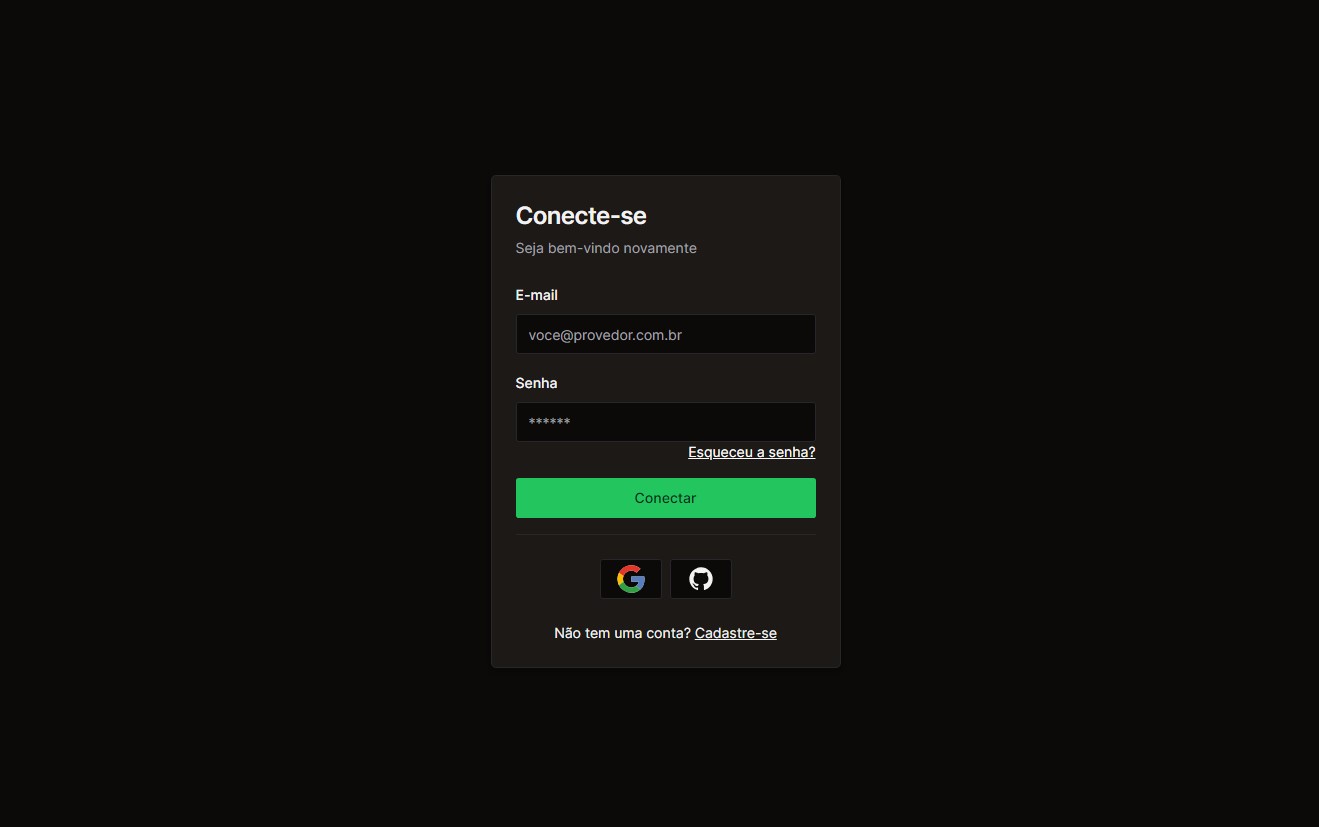 Conecte-se
Seja bem-vindo novamente
E-mail
voce@provedor.com.br
Senha
******
Esqueceu a senha?
Conectar
Não tem uma conta? Cadastre-se